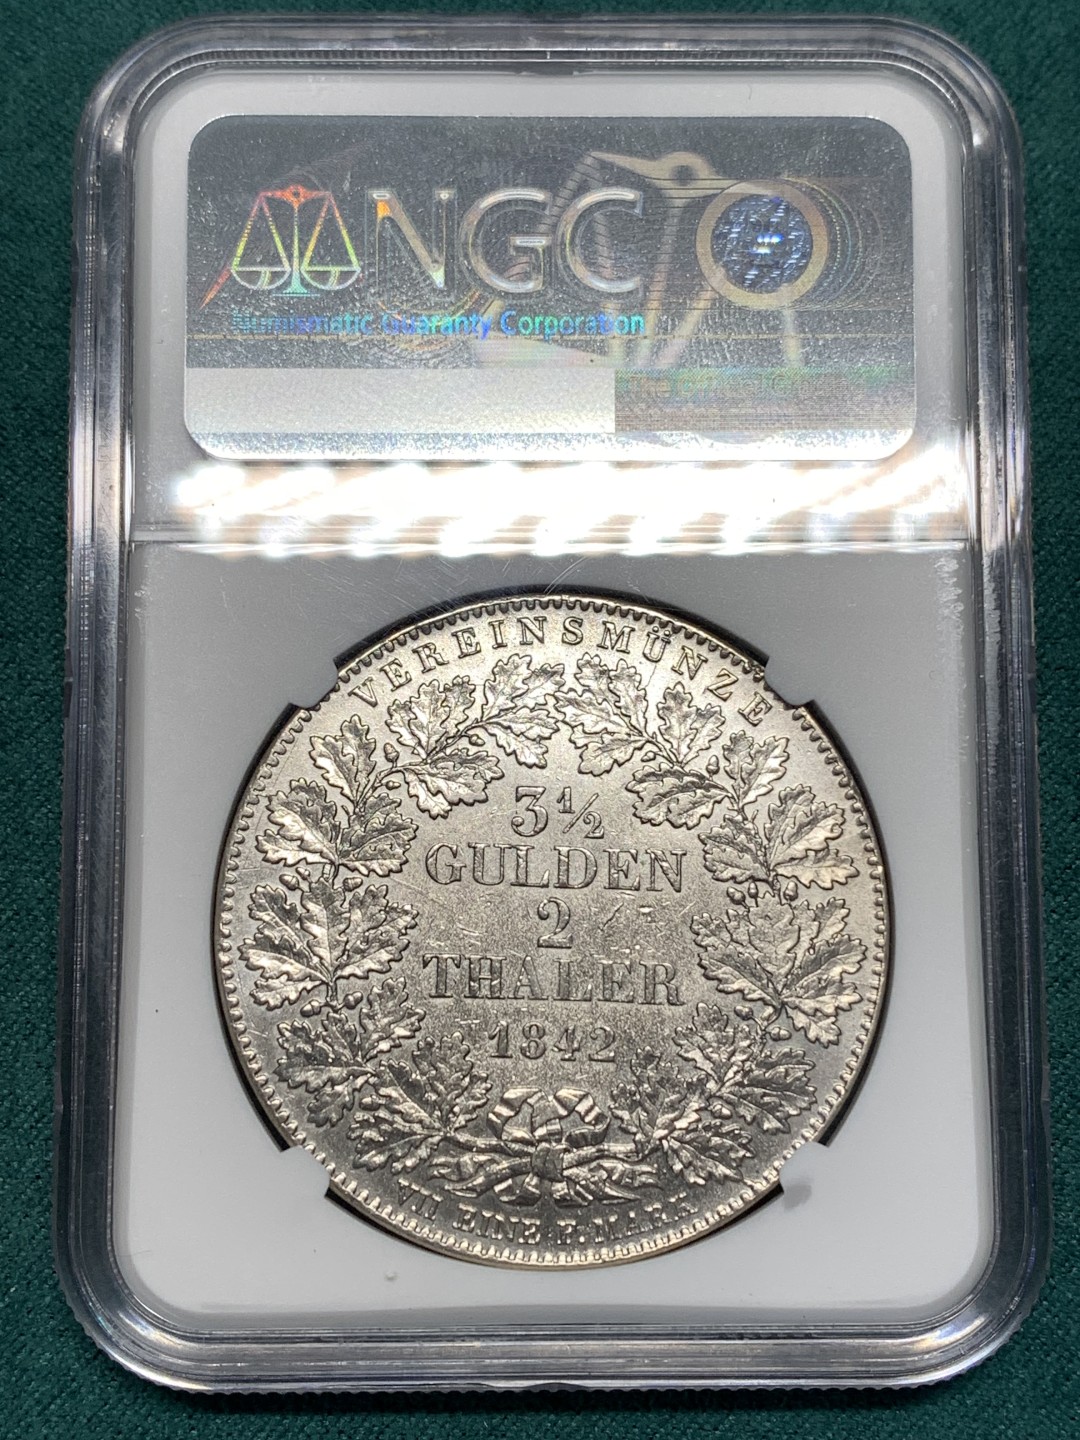 NGC
Numismatic Guaranty Corporation
VEREINSMÜNZE
3½
GULDEN
2
THALER
1842
VII EINE F. MARK